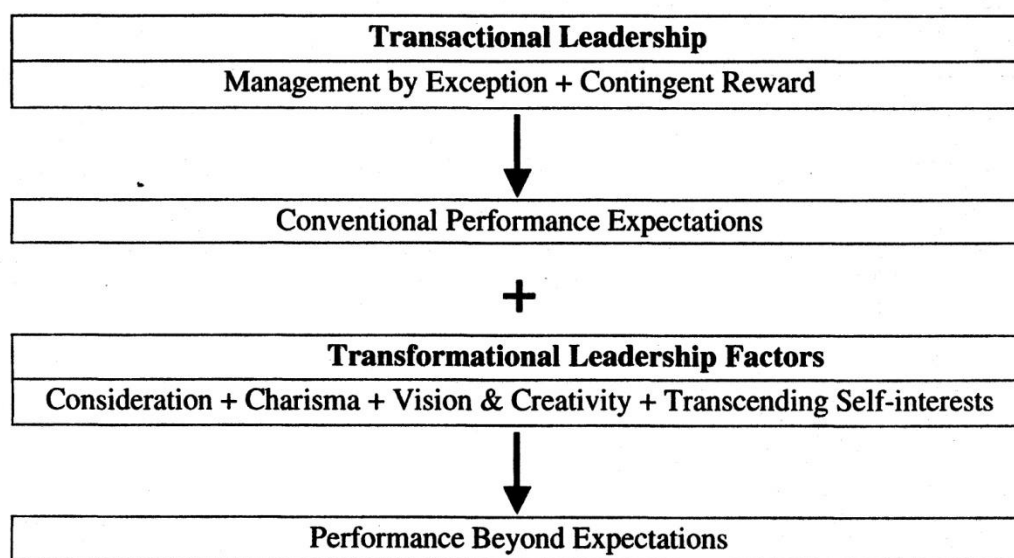 Transactional Leadership
Management by Exception + Contingent Reward
Conventional Performance Expectations
+
Transformational Leadership Factors
Consideration + Charisma + Vision & Creativity + Transcending Self-interests
Performance Beyond Expectations